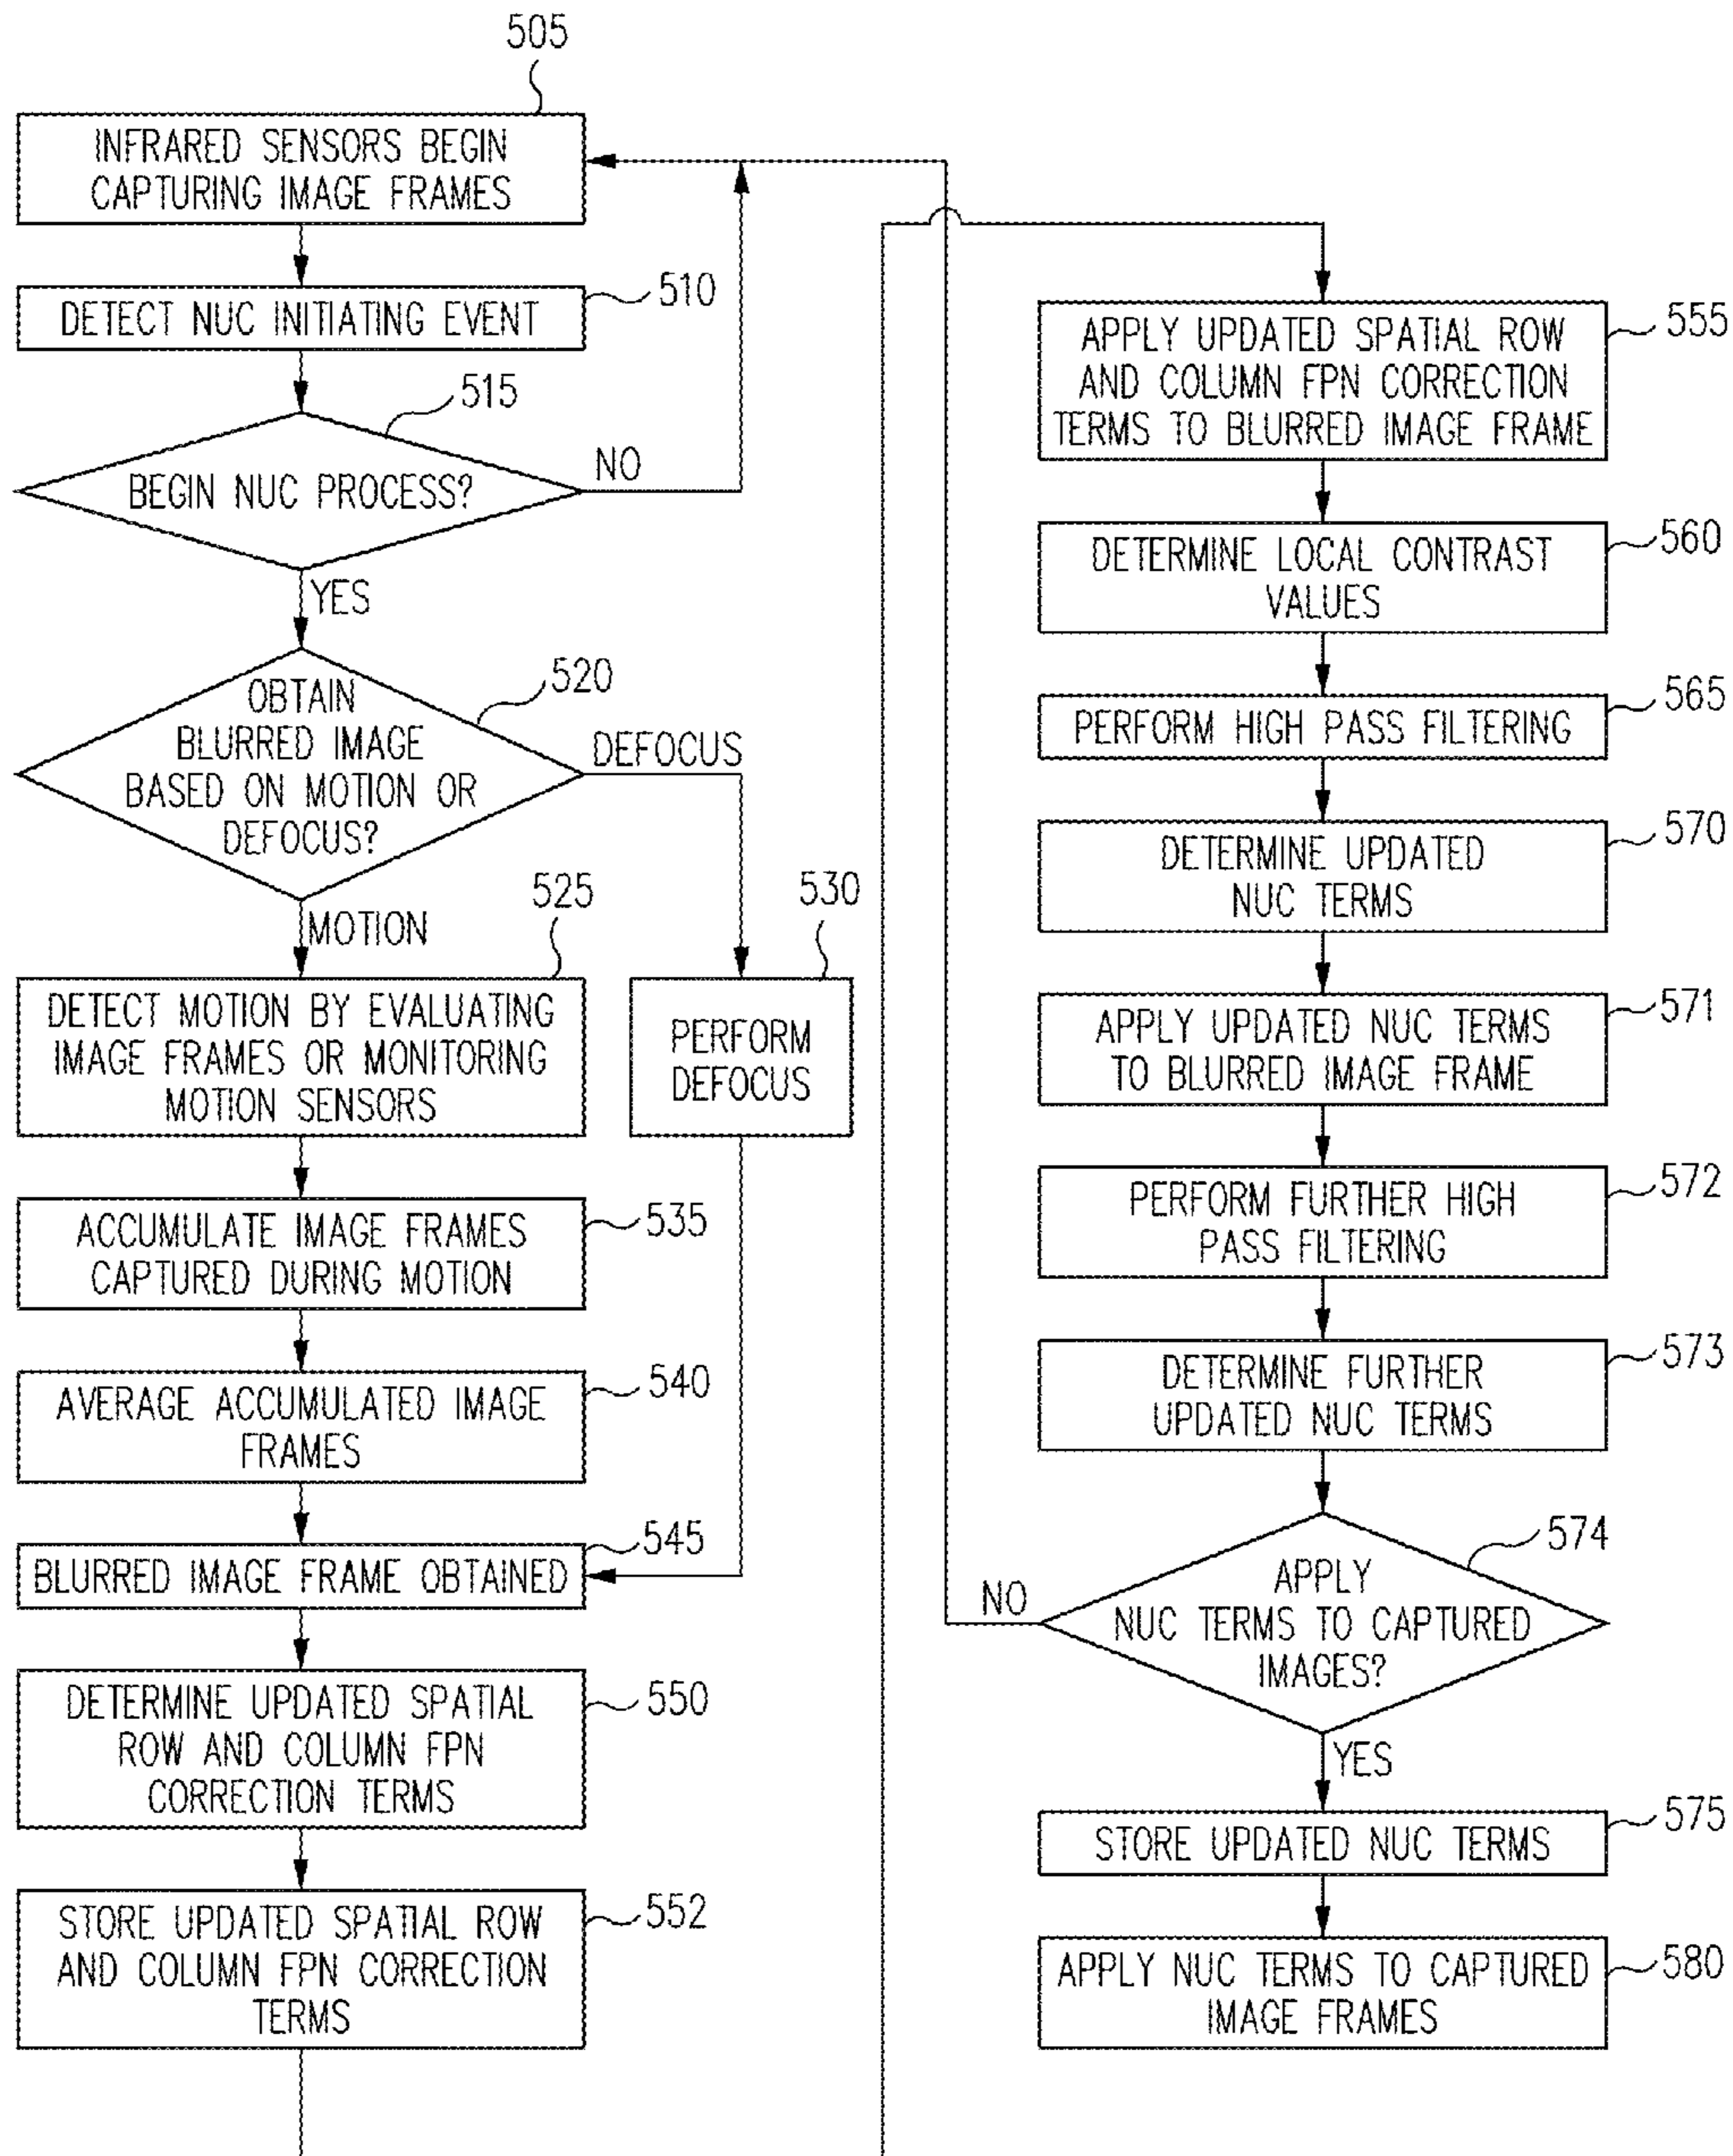 505
INFRARED SENSORS BEGIN
CAPTURING IMAGE FRAMES
DETECT NUC INITIATING EVENT
510
515
BEGIN NUC PROCESS?
NO
YES
520
OBTAIN
BLURRED IMAGE
BASED ON MOTION OR
DEFOCUS?
DEFOCUS
MOTION
525
530
DETECT MOTION BY EVALUATING
IMAGE FRAMES OR MONITORING
MOTION SENSORS
PERFORM
DEFOCUS
ACCUMULATE IMAGE FRAMES
CAPTURED DURING MOTION
535
AVERAGE ACCUMULATED IMAGE
FRAMES
540
BLURRED IMAGE FRAME OBTAINED
545
DETERMINE UPDATED SPATIAL
ROW AND COLUMN FPN
CORRECTION TERMS
550
STORE UPDATED SPATIAL ROW
AND COLUMN FPN CORRECTION
TERMS
552
APPLY UPDATED SPATIAL ROW
AND COLUMN FPN CORRECTION
TERMS TO BLURRED IMAGE FRAME
555
DETERMINE LOCAL CONTRAST
VALUES
560
PERFORM HIGH PASS FILTERING
565
DETERMINE UPDATED
NUC TERMS
570
APPLY UPDATED NUC TERMS
TO BLURRED IMAGE FRAME
571
PERFORM FURTHER HIGH
PASS FILTERING
572
DETERMINE FURTHER
UPDATED NUC TERMS
573
574
APPLY
NUC TERMS TO CAPTURED
IMAGES?
NO
YES
STORE UPDATED NUC TERMS
575
APPLY NUC TERMS TO CAPTURED
IMAGE FRAMES
580